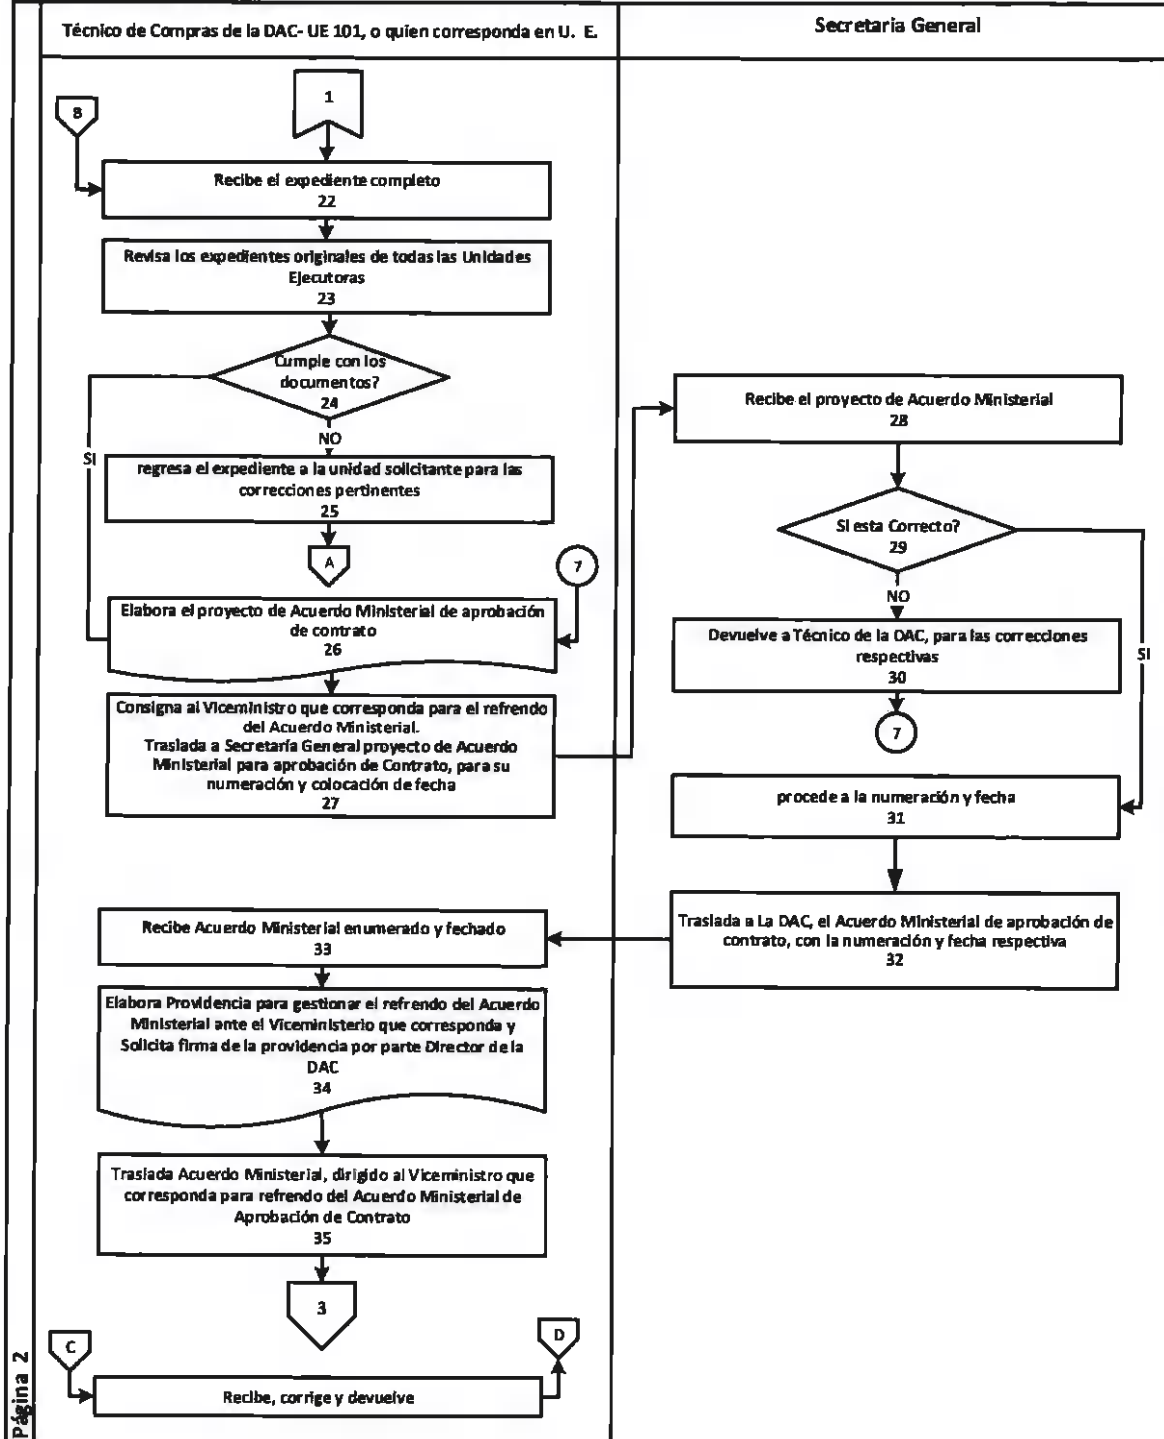 Técnico de Compras de la DAC- UE 101, o quien corresponda en U. E.
Secretaria General
1
B
Recibe el expediente completo
22
Revisa los expedientes originales de todas las Unidades
Ejecutoras
23
Cumple con los
documentos?
24
NO
SI
regresa el expediente a la unidad solicitante para las
correcciones pertinentes
25
A
7
Elabora el proyecto de Acuerdo Ministerial de aprobación
de contrato
26
Consigna al Viceministro que corresponda para el refrendo
del Acuerdo Ministerial.
Traslada a Secretaría General proyecto de Acuerdo
Ministerial para aprobación de Contrato, para su
numeración y colocación de fecha
27
Recibe el proyecto de Acuerdo Ministerial
28
SI esta Correcto?
29
NO
SI
Devuelve a Técnico de la DAC, para las correcciones
respectivas
30
7
procede a la numeración y fecha
31
Traslada a La DAC, el Acuerdo Ministerial de aprobación de
contrato, con la numeración y fecha respectiva
32
Recibe Acuerdo Ministerial enumerado y fechado
33
Elabora Providencia para gestionar el refrendo del Acuerdo
Ministerial ante el Viceministerio que corresponda y
Solicita firma de la providencia por parte Director de la
DAC
34
Traslada Acuerdo Ministerial, dirigido al Viceministro que
corresponda para refrendo del Acuerdo Ministerial de
Aprobación de Contrato
35
3
C
D
Recibe, corrige y devuelve
Página 2